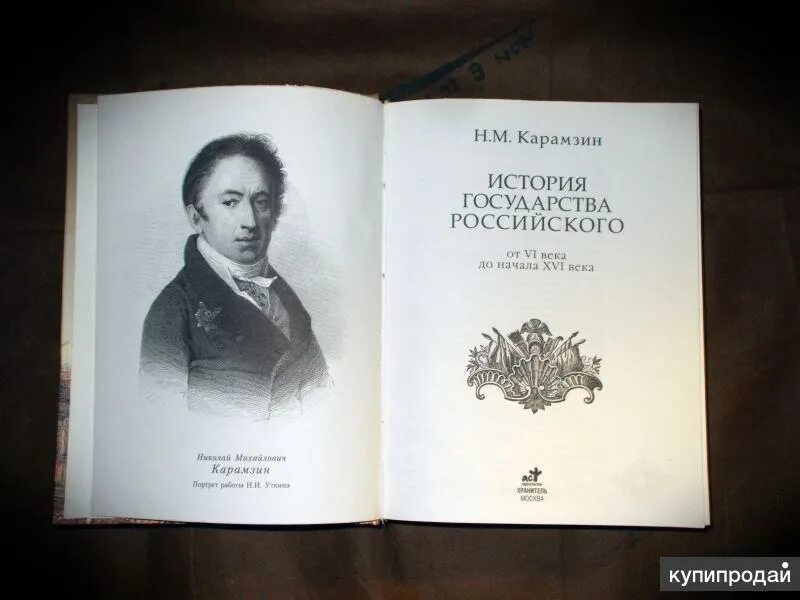 Николай Михайлович
Карамзин
Портрет работы Н.И. Уткина
Н.М. Карамзин
ИСТОРИЯ
ГОСУДАРСТВА
РОССИЙСКОГО
от VI века
до начала XVI века
аст
издательство
ХРАНИТЕЛЬ
МОСКВА
купипродай